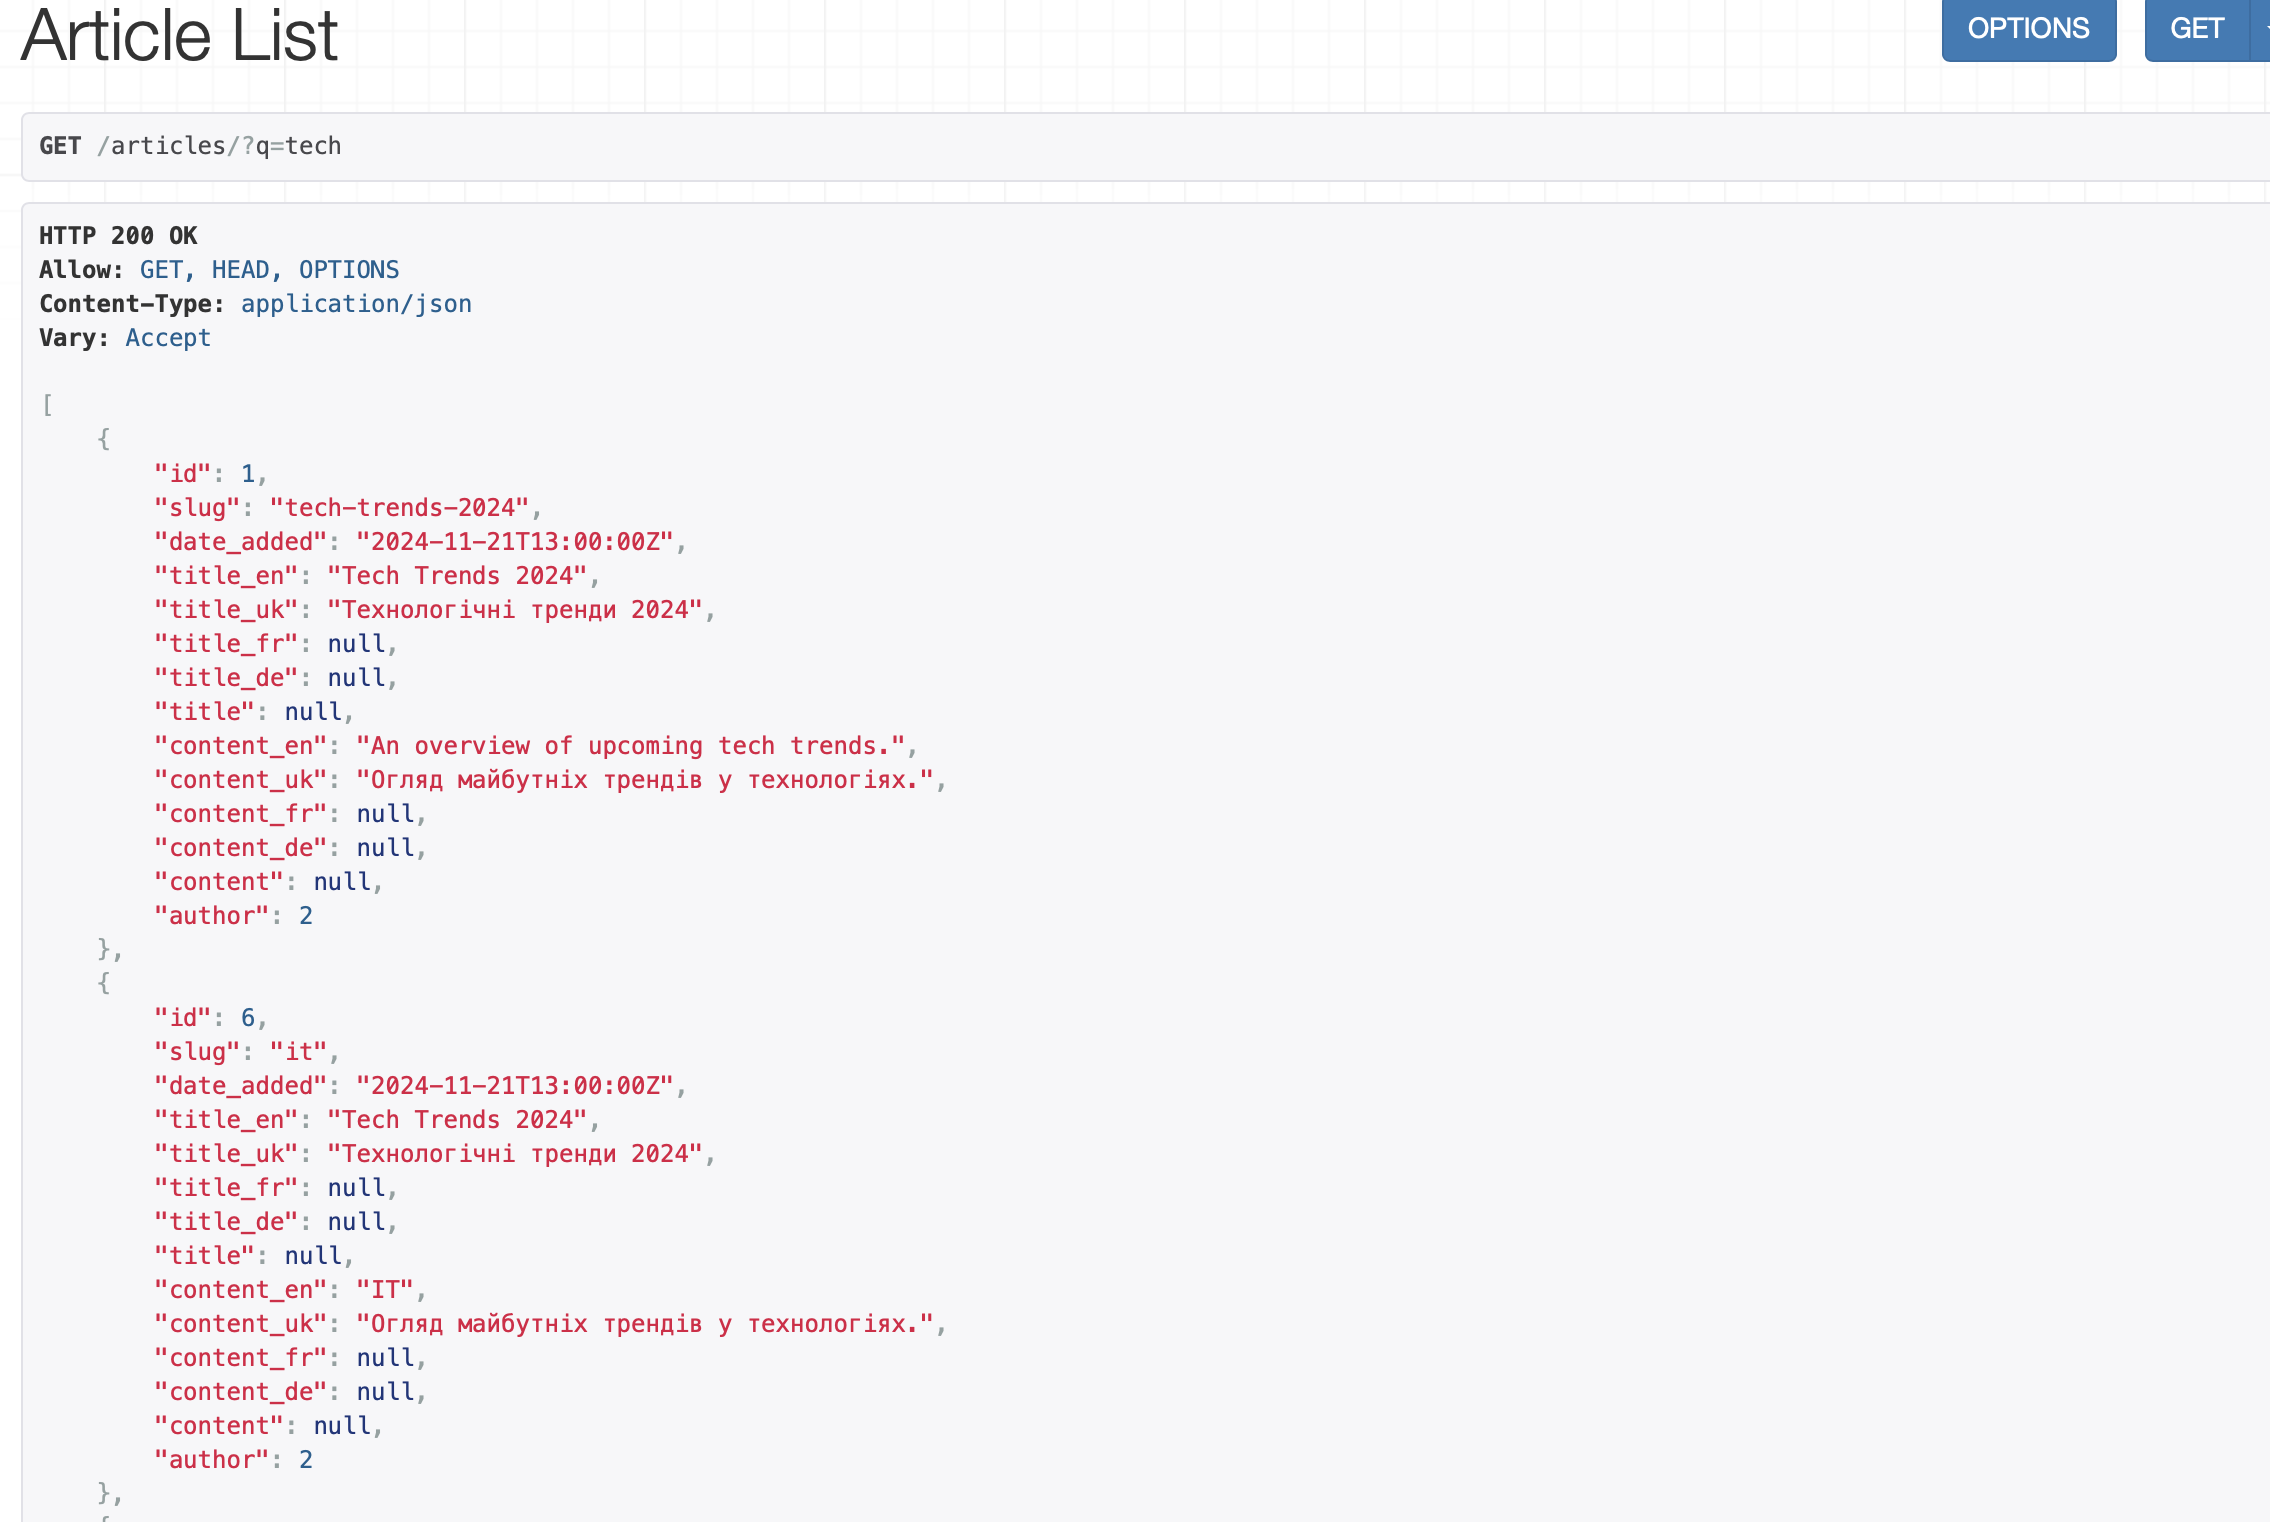 Article List
OPTIONS
GET
GET /articles/?q=tech
HTTP 200 OK
Allow: GET, HEAD, OPTIONS
Content-Type: application/json
Vary: Accept
[
    {
        "id": 1,
        "slug": "tech-trends-2024",
        "date_added": "2024-11-21T13:00:00Z",
        "title_en": "Tech Trends 2024",
        "title_uk": "Технологічні тренди 2024",
        "title_fr": null,
        "title_de": null,
        "title": null,
        "content_en": "An overview of upcoming tech trends.",
        "content_uk": "Огляд майбутніх трендів у технологіях.",
        "content_fr": null,
        "content_de": null,
        "content": null,
        "author": 2
    },
    {
        "id": 6,
        "slug": "it",
        "date_added": "2024-11-21T13:00:00Z",
        "title_en": "Tech Trends 2024",
        "title_uk": "Технологічні тренди 2024",
        "title_fr": null,
        "title_de": null,
        "title": null,
        "content_en": "IT",
        "content_uk": "Огляд майбутніх трендів у технологіях.",
        "content_fr": null,
        "content_de": null,
        "content": null,
        "author": 2
    },
    {